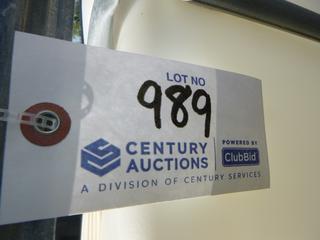 LOT NO
989
CENTURY AUCTIONS
POWERED BY
ClubBid
A DIVISION OF CENTURY SERVICES